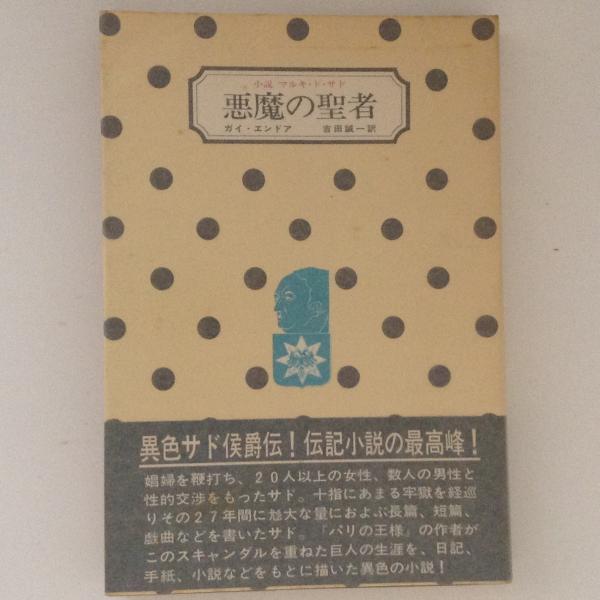 小説 マルキ・ド・サド
悪魔の聖者
ガイ・エンドア 吉田誠一訳
異色サド侯爵伝！伝記小説の最高峰！
娼婦を鞭打ち、２０人以上の女性、数人の男性と
性的交渉をもったサド。十指にあまる牢獄を経巡
りその２７年間に尨大な量におよぶ長篇、短篇、
戯曲などを書いたサド。『パリの王様』の作者が
このスキャンダルを重ねた巨人の生涯を、日記、
手紙、小説などをもとに描いた異色の小説！